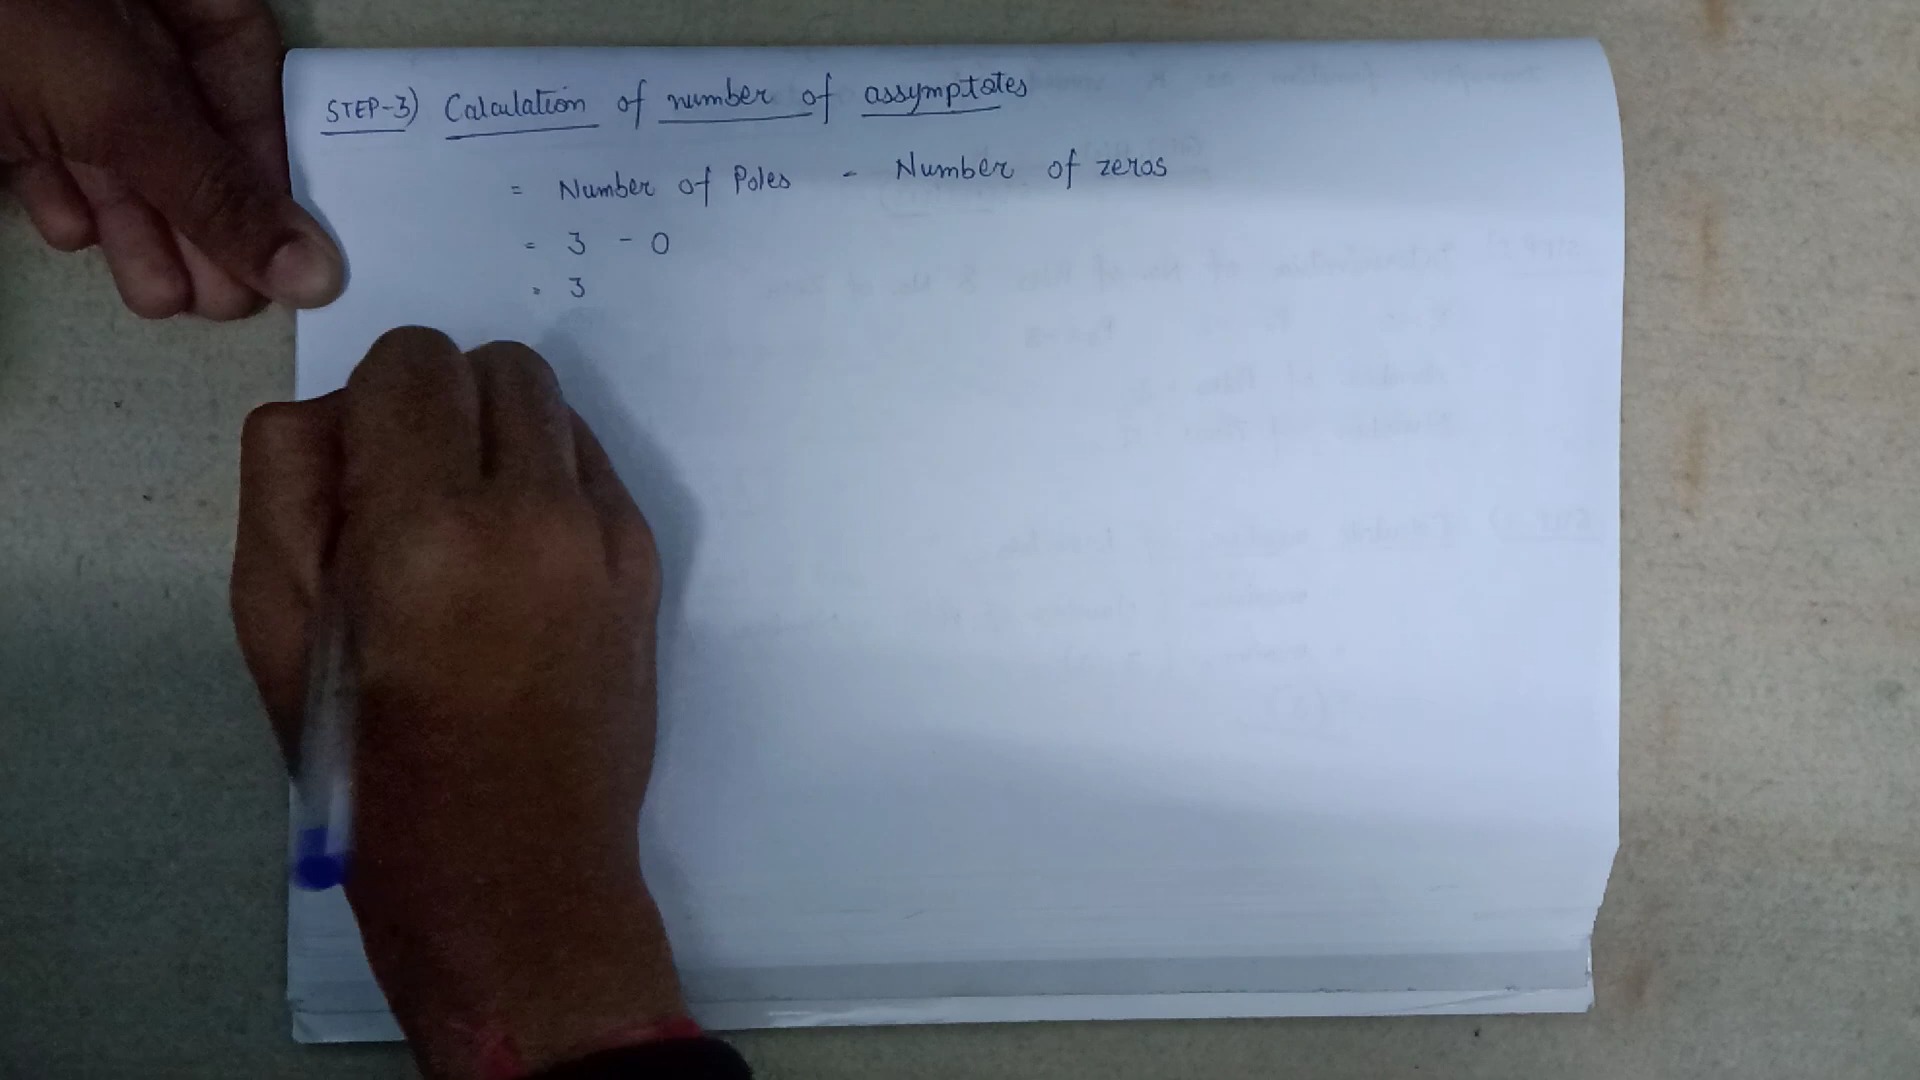 STEP-3) Calculation of number of assymptotes
= Number of Poles - Number of zeros
= 3 - 0
= 3